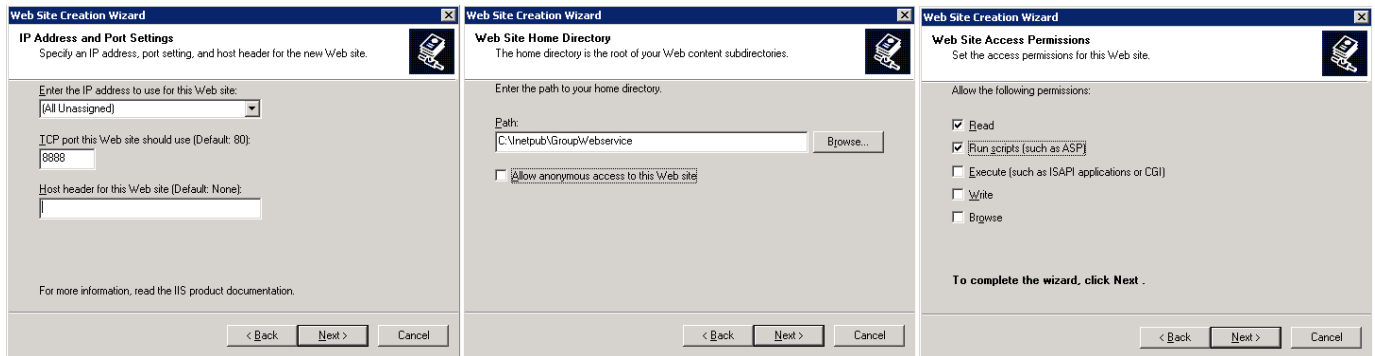 Web Site Creation Wizard
IP Address and Port Settings
Specify an IP address, port setting, and host header for the new Web site.
Enter the IP address to use for this Web site:
(All Unassigned)
TCP port this Web site should use (Default: 80):
8888
Host header for this Web site (Default: None):
For more information, read the IIS product documentation.
< Back
Next >
Cancel
Web Site Creation Wizard
Web Site Home Directory
The home directory is the root of your Web content subdirectories.
Enter the path to your home directory.
Path:
C:\Inetpub\GroupWebservice
Browse...
Allow anonymous access to this Web site
< Back
Next >
Cancel
Web Site Creation Wizard
Web Site Access Permissions
Set the access permissions for this Web site.
Allow the following permissions:
Read
Run scripts (such as ASP)
Execute (such as ISAPI applications or CGI)
Write
Browse
To complete the wizard, click Next .
< Back
Next >
Cancel